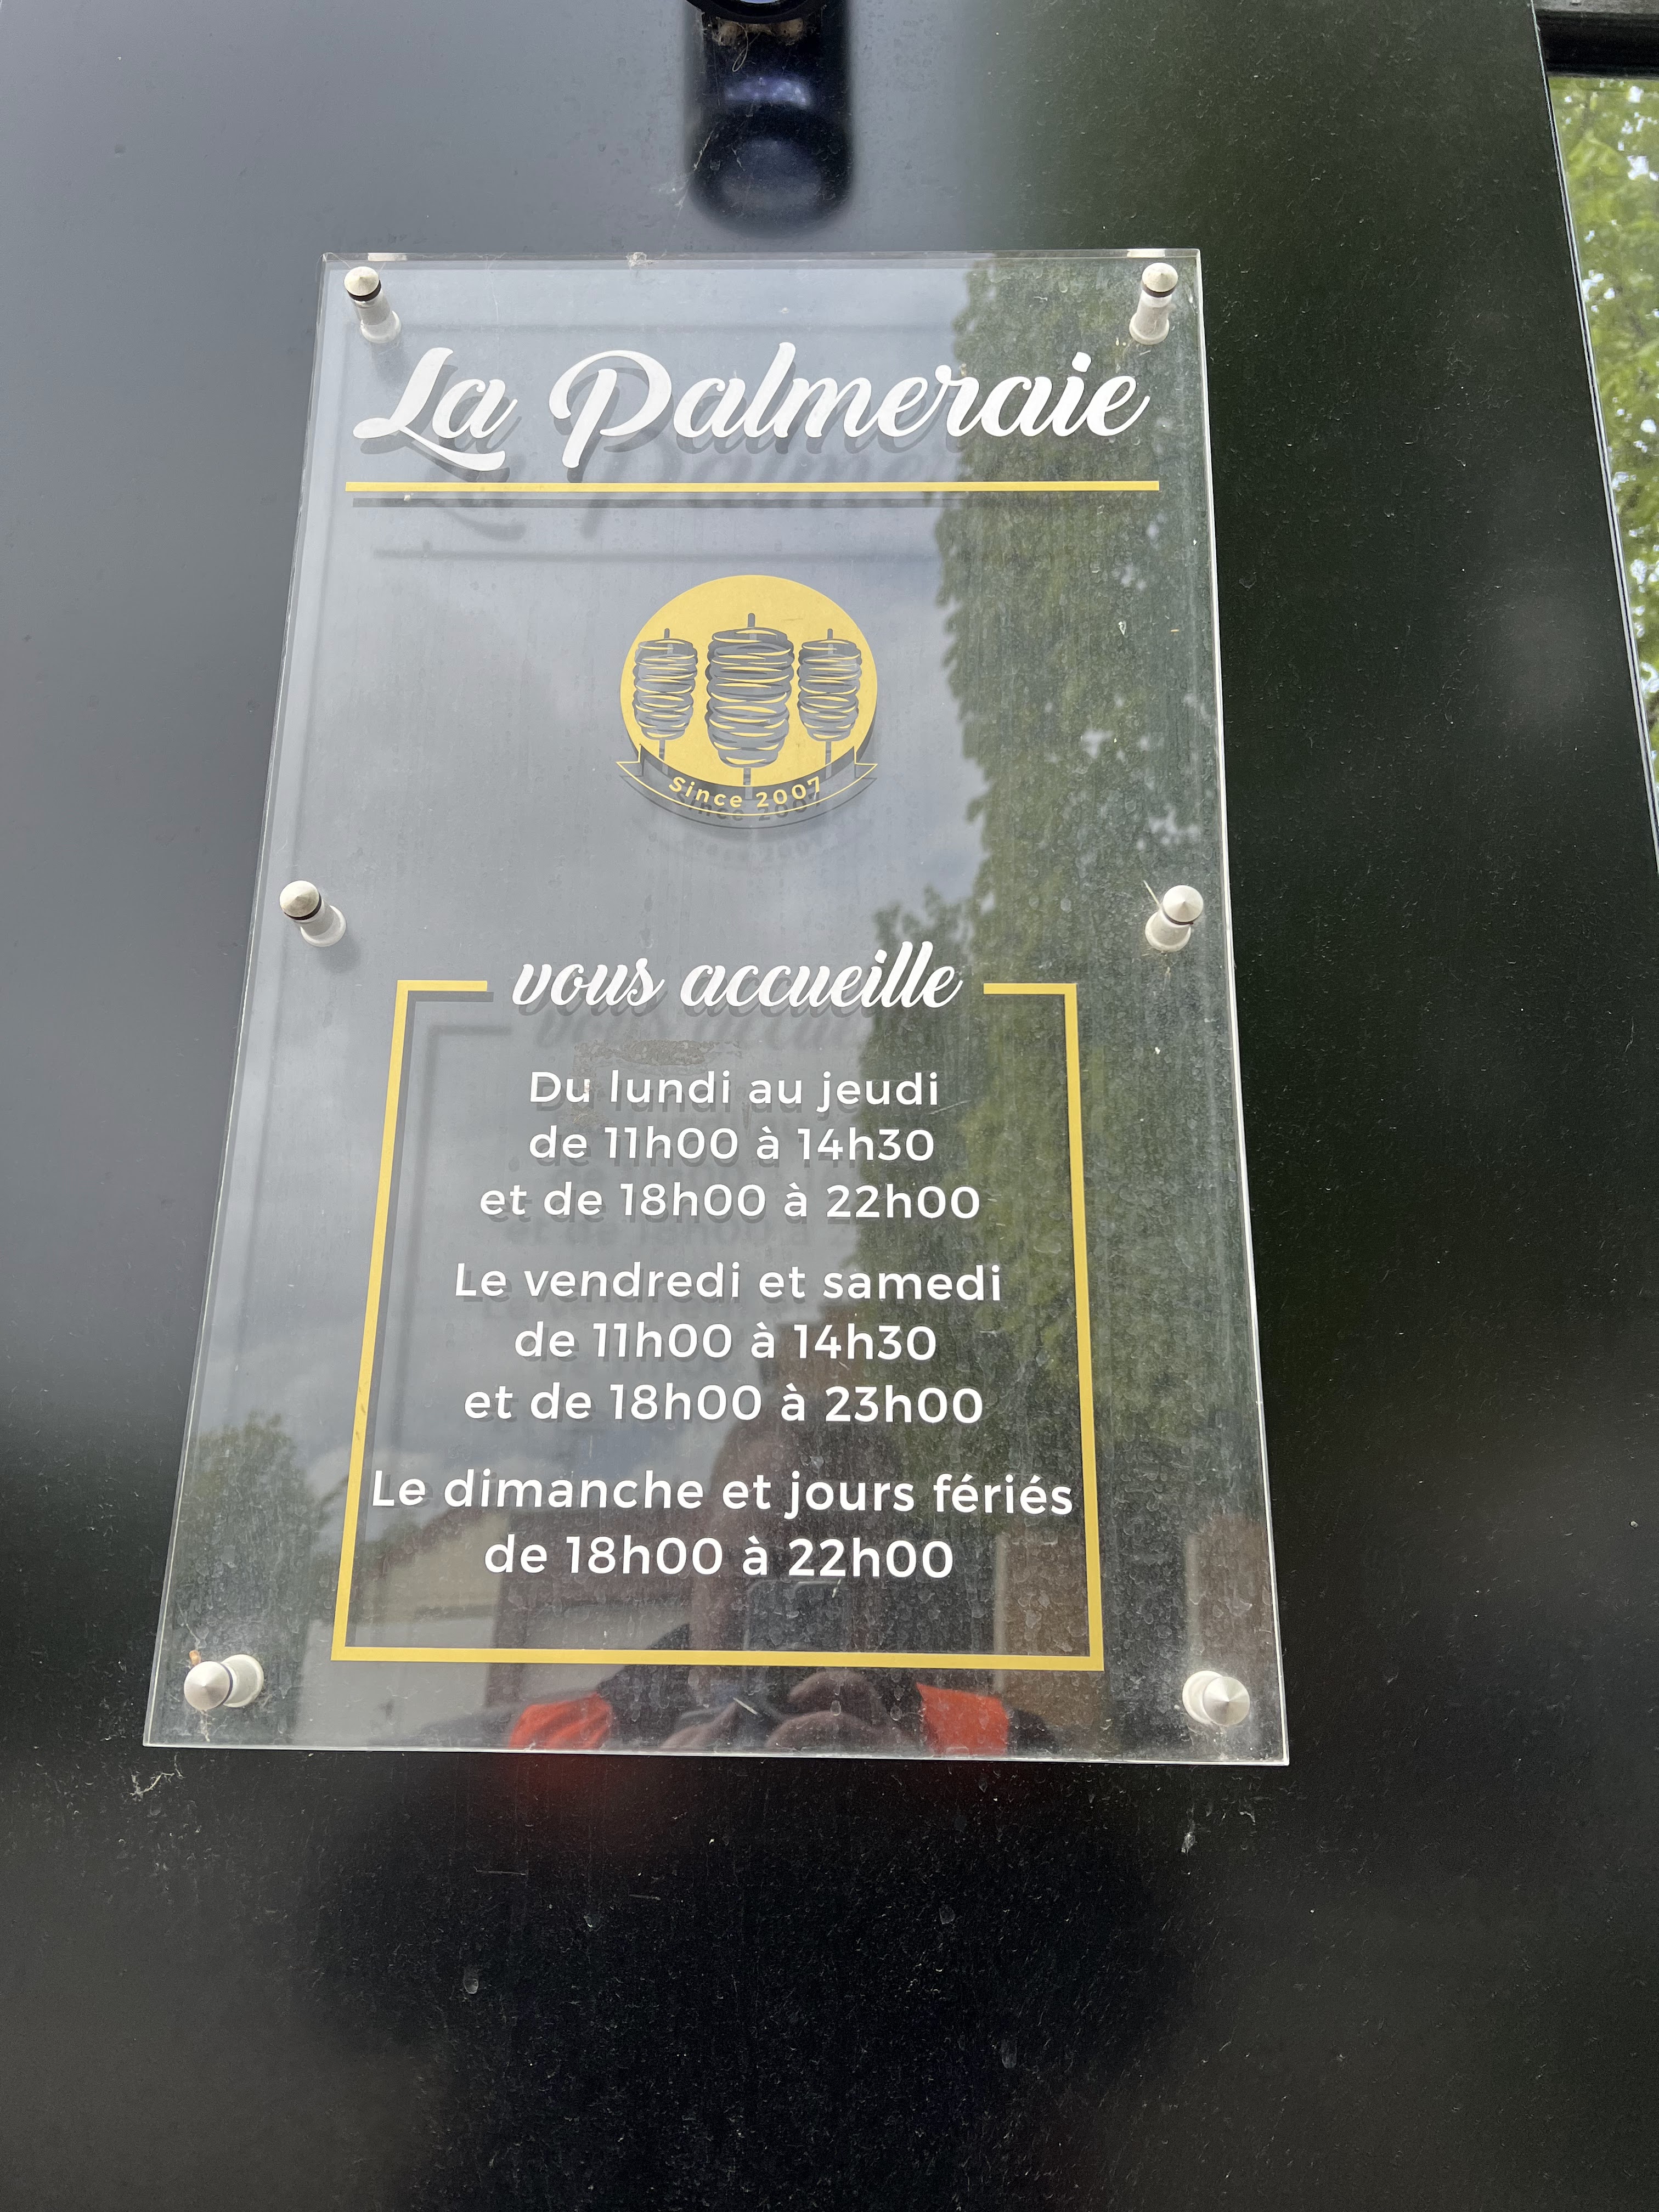 La Palmeraie
Since 2007
vous accueille
Du lundi au jeudi
de 11h00 à 14h30
et de 18h00 à 22h00
Le vendredi et samedi
de 11h00 à 14h30
et de 18h00 à 23h00
Le dimanche et jours fériés
de 18h00 à 22h00